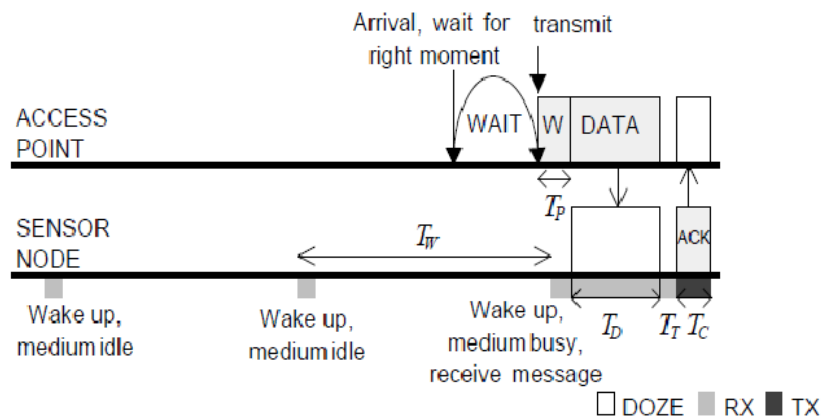 Arrival, wait for
right moment
transmit
ACCESS
POINT
WAIT
W
DATA
T_P
SENSOR
NODE
T_W
ACK
Wake up,
medium idle
Wake up,
medium idle
Wake up,
medium busy,
receive message
T_D
T_T
T_C
DOZE RX TX